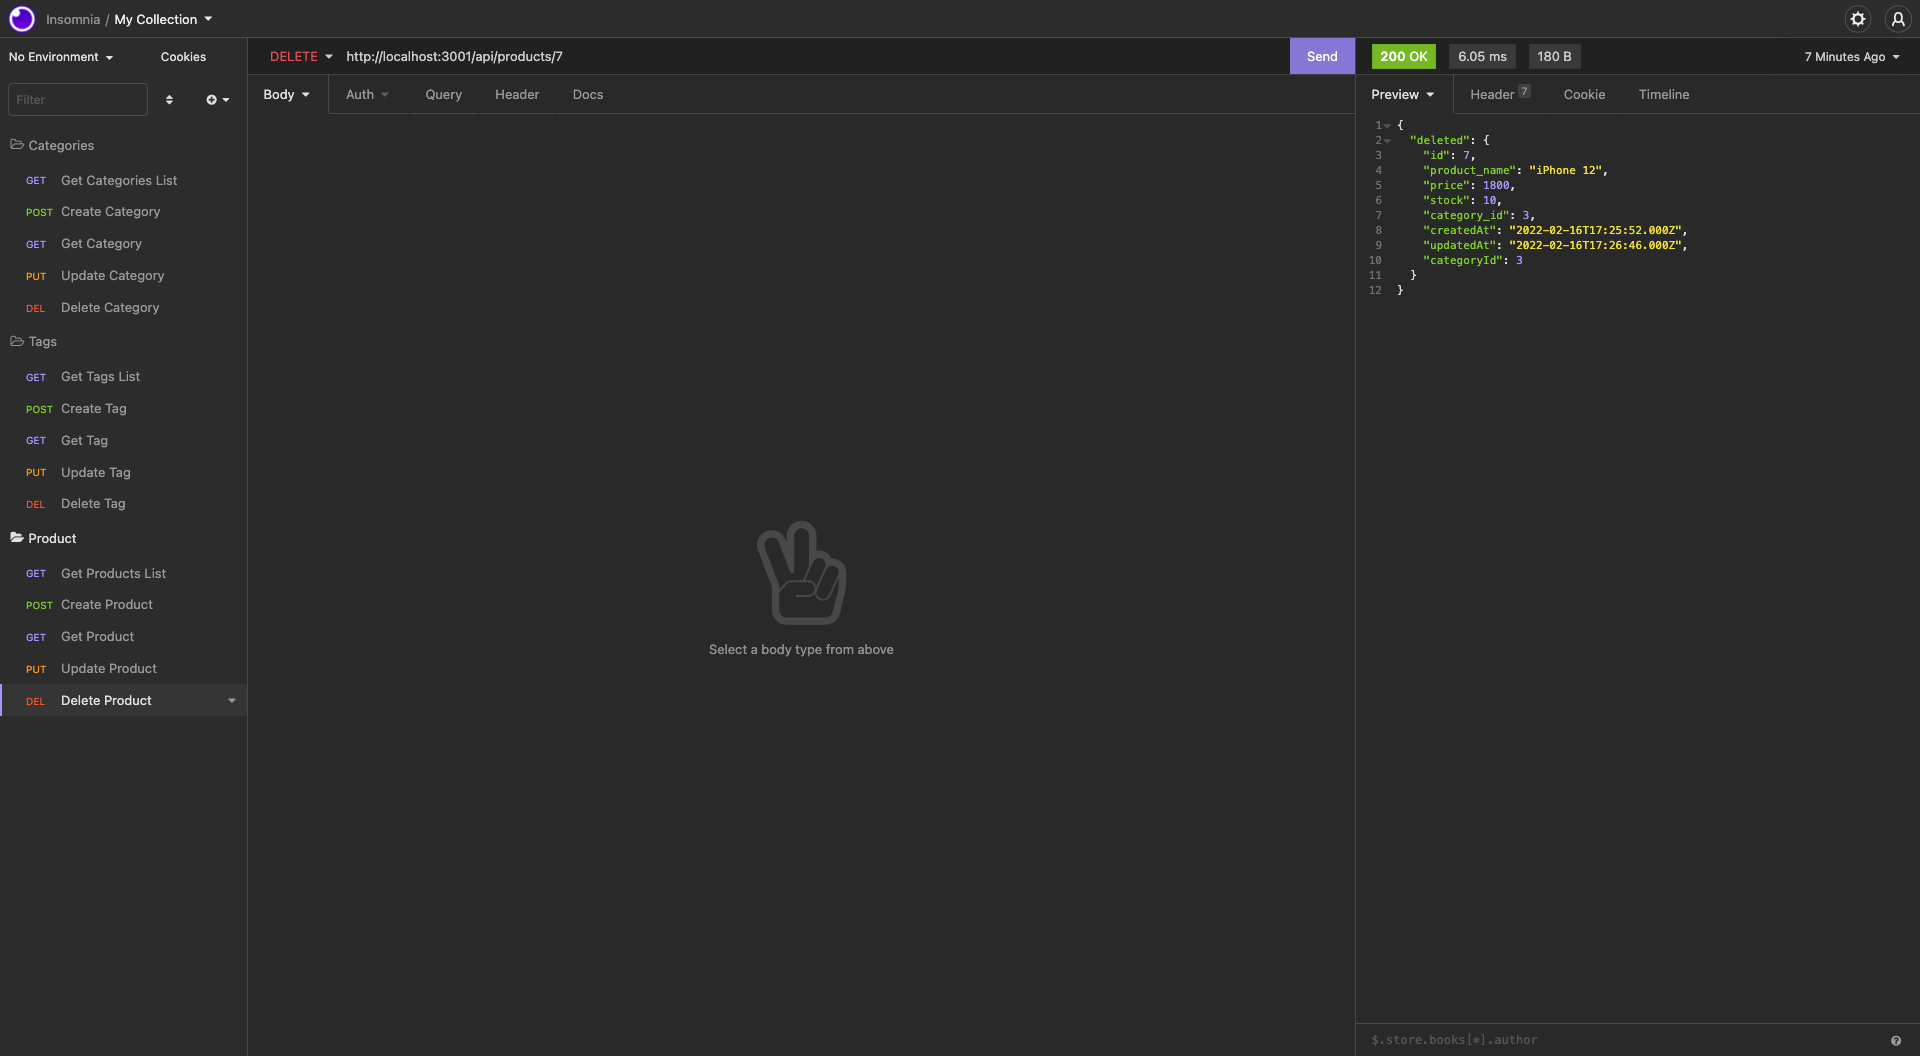 Insomnia / My Collection
No Environment
Cookies
DELETE
http://localhost:3001/api/products/7
Send
200 OK
6.05 ms
180 B
7 Minutes Ago
Filter
Body
Auth
Query
Header
Docs
Preview
Header 7
Cookie
Timeline
Categories
GET Get Categories List
POST Create Category
GET Get Category
PUT Update Category
DEL Delete Category
Tags
GET Get Tags List
POST Create Tag
GET Get Tag
PUT Update Tag
DEL Delete Tag
Product
GET Get Products List
POST Create Product
GET Get Product
PUT Update Product
DEL Delete Product
Select a body type from above
1 {
2 "deleted": {
3 "id": 7,
4 "product_name": "iPhone 12",
5 "price": 1800,
6 "stock": 10,
7 "category_id": 3,
8 "createdAt": "2022-02-16T17:25:52.000Z",
9 "updatedAt": "2022-02-16T17:26:46.000Z",
10 "categoryId": 3
11 }
12 }
$.store.books[*].author